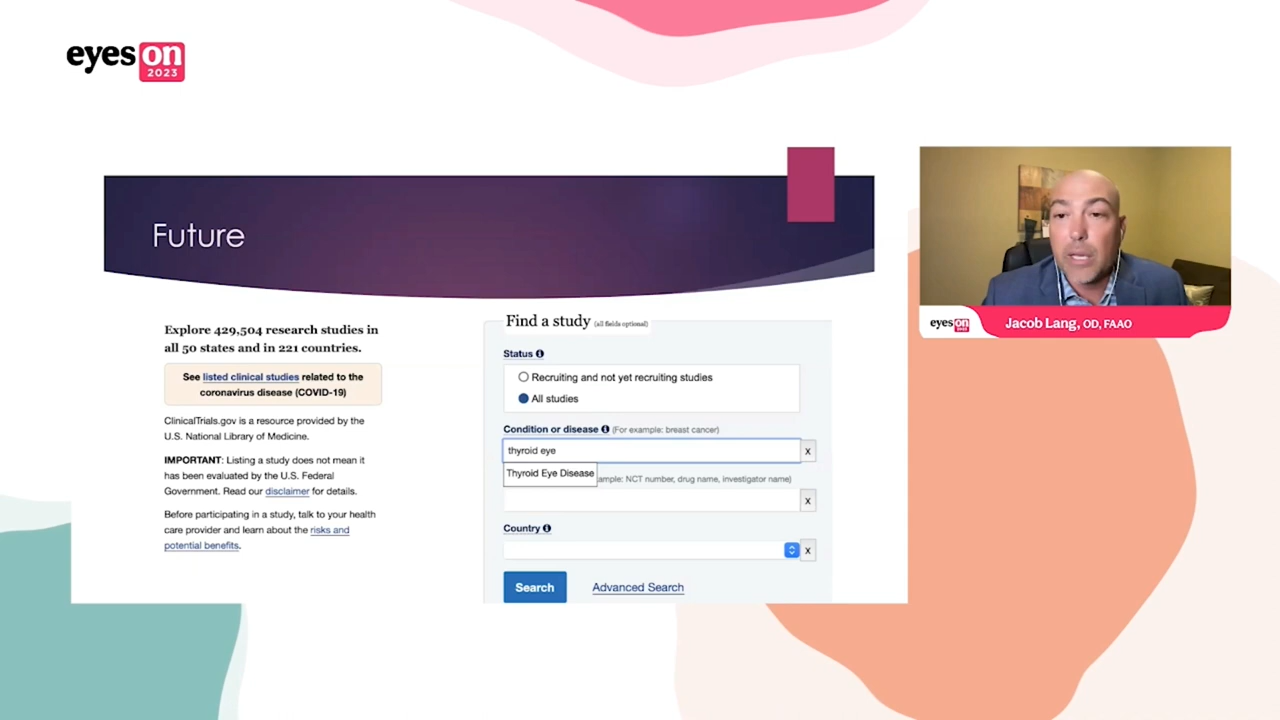 eyes on
2023
Future
Explore 429,504 research studies in
all 50 states and in 221 countries.
See listed clinical studies related to the
coronavirus disease (COVID-19)
ClinicalTrials.gov is a resource provided by the
U.S. National Library of Medicine.
IMPORTANT: Listing a study does not mean it
has been evaluated by the U.S. Federal
Government. Read our disclaimer for details.
Before participating in a study, talk to your health
care provider and learn about the risks and
potential benefits.
Find a study (all fields optional)
Status
Recruiting and not yet recruiting studies
All studies
Condition or disease (For example: breast cancer)
thyroid eye
x
Thyroid Eye Disease
ample: NCT number, drug name, investigator name)
x
Country
x
Search
Advanced Search
eyes on
2023
Jacob Lang, OD, FAAO